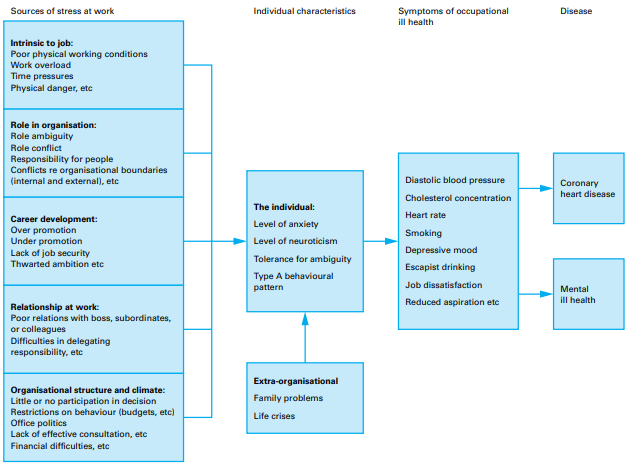 Sources of stress at work
Individual characteristics
Symptoms of occupational
ill health
Disease
Intrinsic to job:
Poor physical working conditions
Work overload
Time pressures
Physical danger, etc
Role in organisation:
Role ambiguity
Role conflict
Responsibility for people
Conflicts re organisational boundaries
(internal and external), etc
Career development:
Over promotion
Under promotion
Lack of job security
Thwarted ambition etc
Relationship at work:
Poor relations with boss, subordinates,
or colleagues
Difficulties in delegating
responsibility, etc
Organisational structure and climate:
Little or no participation in decision
Restrictions on behaviour (budgets, etc)
Office politics
Lack of effective consultation, etc
Financial difficulties, etc
The individual:
Level of anxiety
Level of neuroticism
Tolerance for ambiguity
Type A behavioural
pattern
Extra-organisational
Family problems
Life crises
Diastolic blood pressure
Cholesterol concentration
Heart rate
Smoking
Depressive mood
Escapist drinking
Job dissatisfaction
Reduced aspiration etc
Coronary
heart disease
Mental
ill health